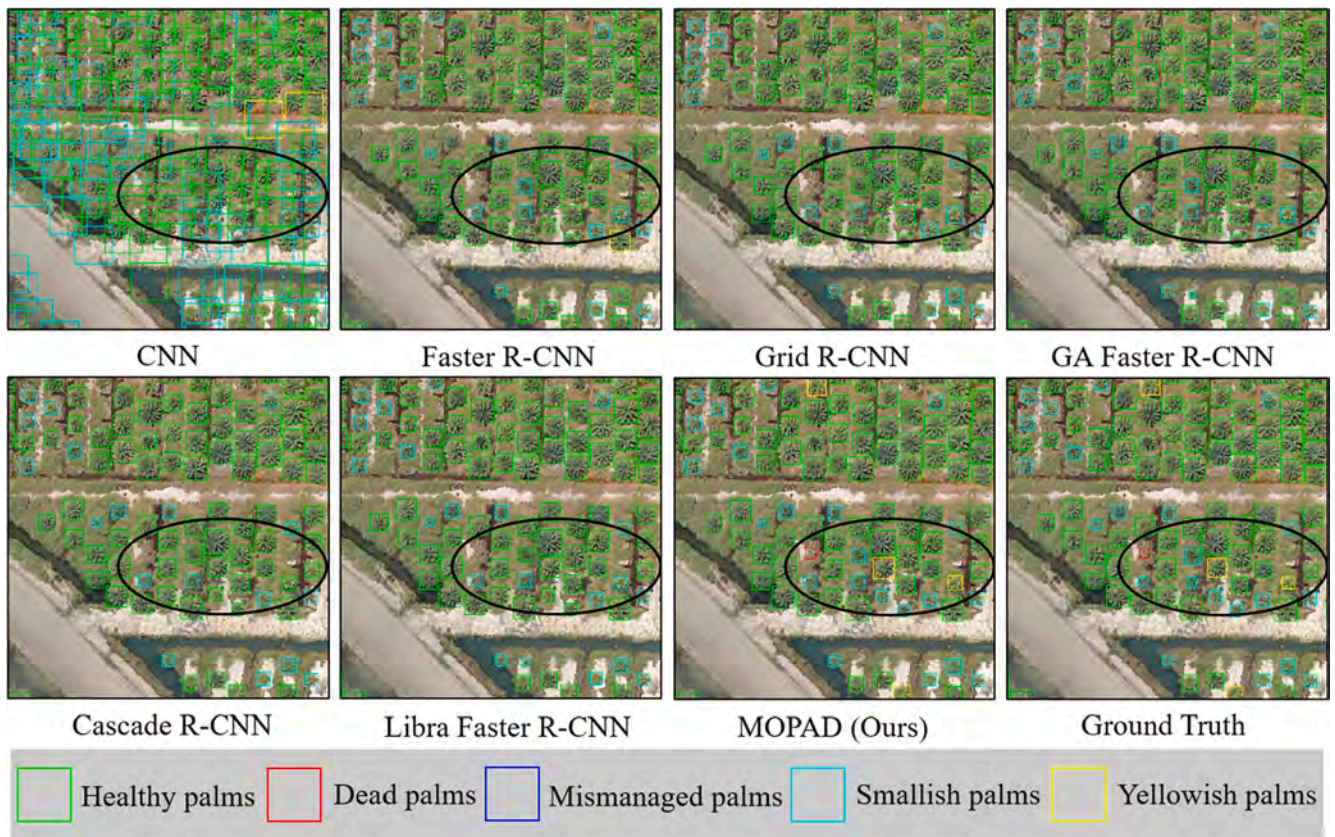 CNN
Faster R-CNN
Grid R-CNN
GA Faster R-CNN
Cascade R-CNN
Libra Faster R-CNN
MOPAD (Ours)
Ground Truth
Healthy palms
Dead palms
Mismanaged palms
Smallish palms
Yellowish palms